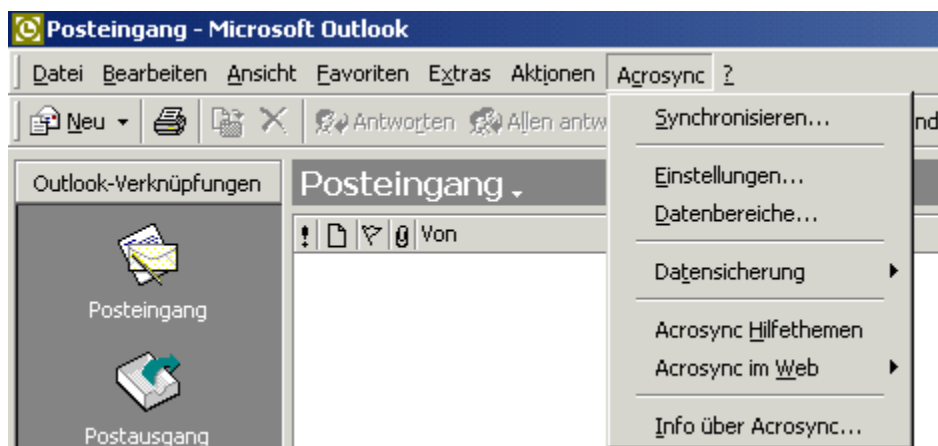 Posteingang - Microsoft Outlook
Datei Bearbeiten Ansicht Favoriten Extras Aktionen Acrosync ?
Neu Antworten Allen
Synchronisieren...
Outlook-Verknüpfungen Posteingang
Einstellungen...
Datenbereiche...
Von
Datensicherung
Posteingang
Acrosync Hilfethemen
Acrosync im Web
Info über Acrosync...
Postausgang